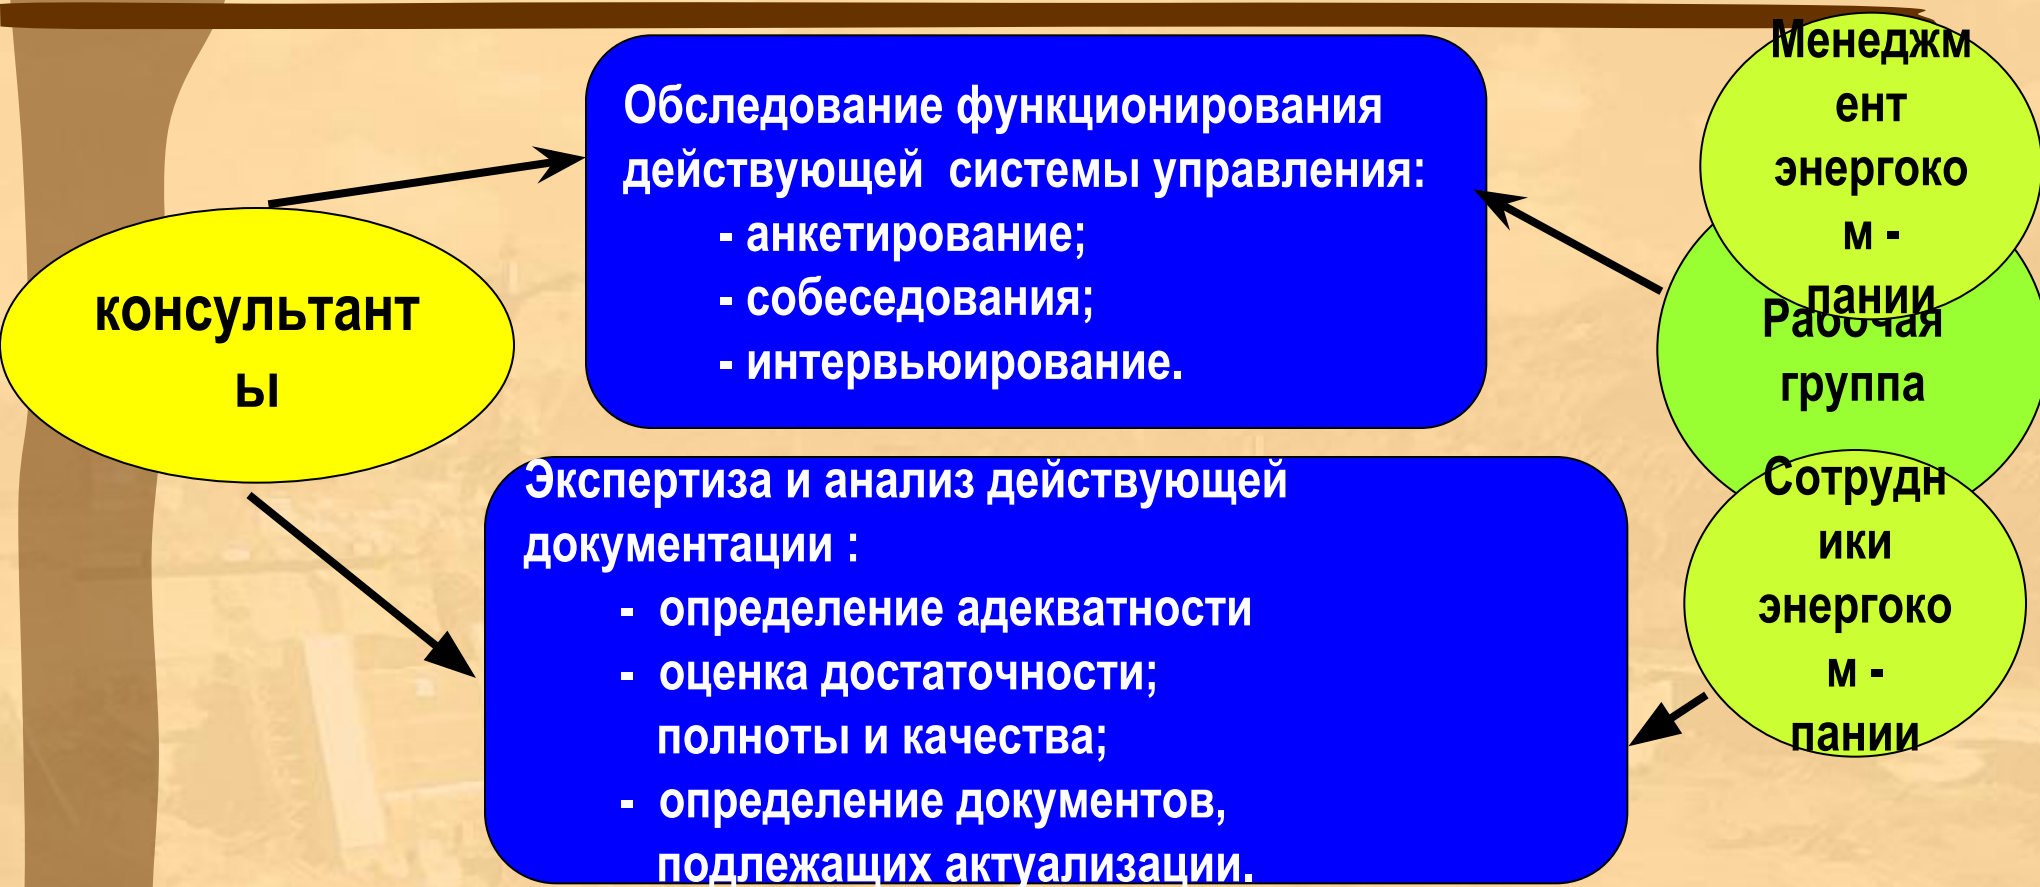 консультант
ы
Обследование функционирования
действующей системы управления:
- анкетирование;
- собеседования;
- интервьюирование.
Экспертиза и анализ действующей
документации :
- определение адекватности
- оценка достаточности;
полноты и качества;
- определение документов,
подлежащих актуализации.
Менеджм
ент
энергоко
м -
пании
Рабочая
группа
Сотрудн
ики
энергоко
м -
пании